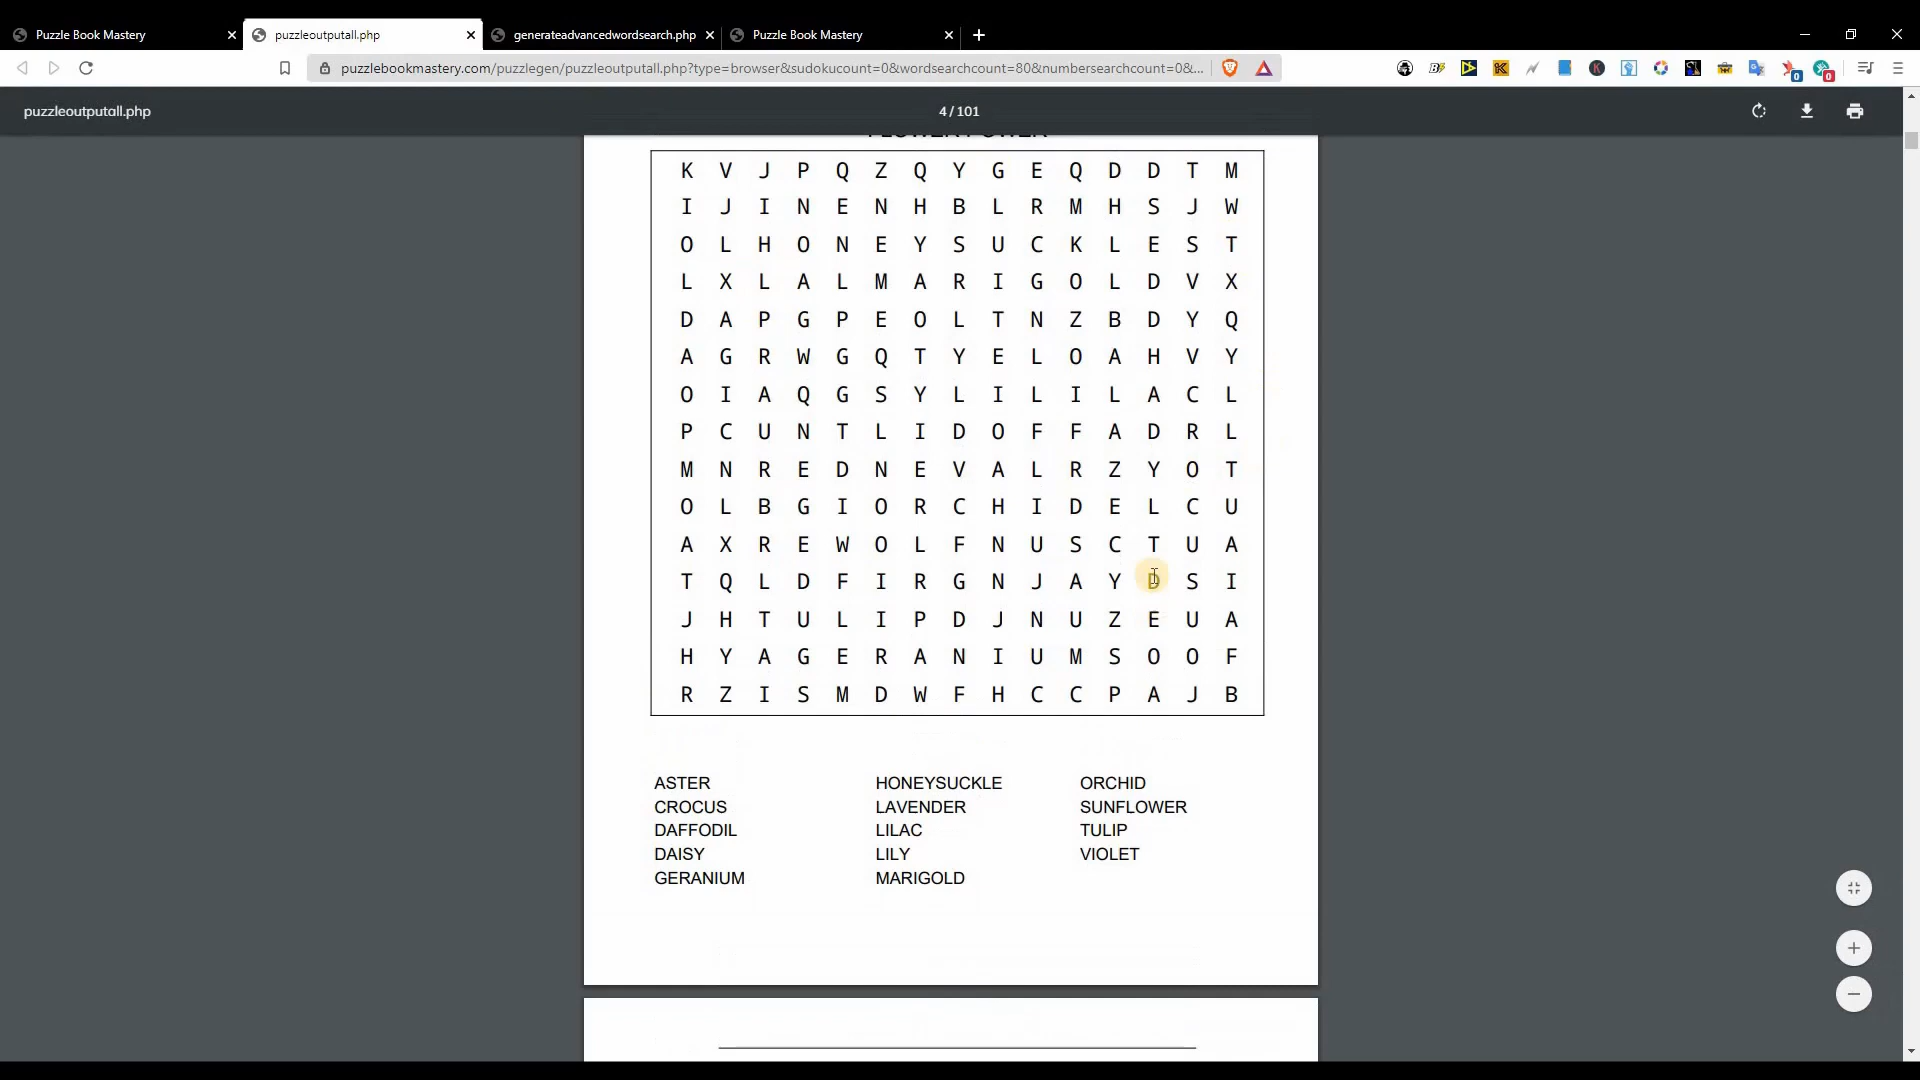 Puzzle Book Mastery
puzzleoutputall.php
generateadvancedwordsearch.php
Puzzle Book Mastery
puzzlebookmastery.com/puzzlegen/puzzleoutputall.php?type=browser&sudokucount=0&wordsearchcount=80&numbersearchcount=0&...
puzzleoutputall.php
4 / 101
FLOWER POWER
K V J P Q Z Q Y G E Q D D T M
I J I N E N H B L R M H S J W
O L H O N E Y S U C K L E S T
L X L A L M A R I G O L D V X
D A P G P E O L T N Z B D Y Q
A G R W G Q T Y E L O A H V Y
O I A Q G S Y L I L I L A C L
P C U N T L I D O F F A D R L
M N R E D N E V A L R Z Y O T
O L B G I O R C H I D E L C U
A X R E W O L F N U S C T U A
T Q L D F I R G N J A Y D S I
J H T U L I P D J N U Z E U A
H Y A G E R A N I U M S O O F
R Z I S M D W F H C C P A J B
ASTER
CROCUS
DAFFODIL
DAISY
GERANIUM
HONEYSUCKLE
LAVENDER
LILAC
LILY
MARIGOLD
ORCHID
SUNFLOWER
TULIP
VIOLET